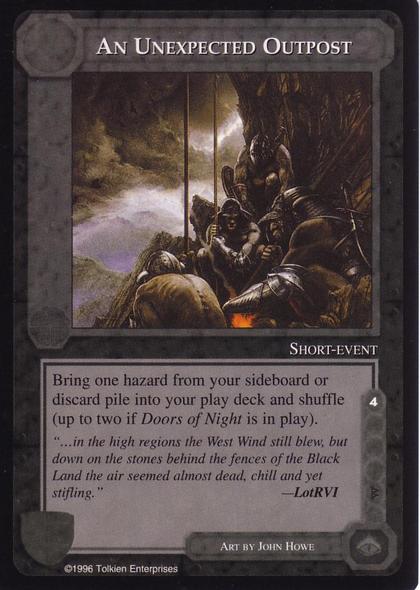 AN UNEXPECTED OUTPOST
SHORT-EVENT
Bring one hazard from your sideboard or
discard pile into your play deck and shuffle
(up to two if Doors of Night is in play).
4
“...in the high regions the West Wind still blew, but
down on the stones behind the fences of the Black
Land the air seemed almost dead, chill and yet
stifling.” —LotRVI
ART BY JOHN HOWE
©1996 Tolkien Enterprises